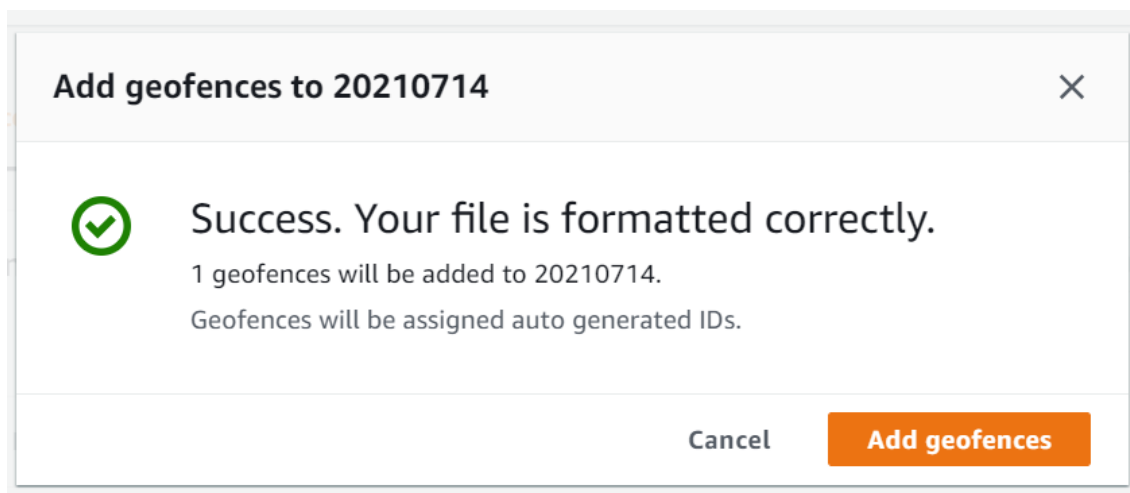 Add geofences to 20210714
Success. Your file is formatted correctly.
1 geofences will be added to 20210714.
Geofences will be assigned auto generated IDs.
Cancel
Add geofences